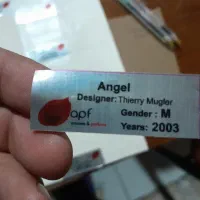 Angel
Designer: Thierry Mugler
Gender : M
Years: 2003
apf